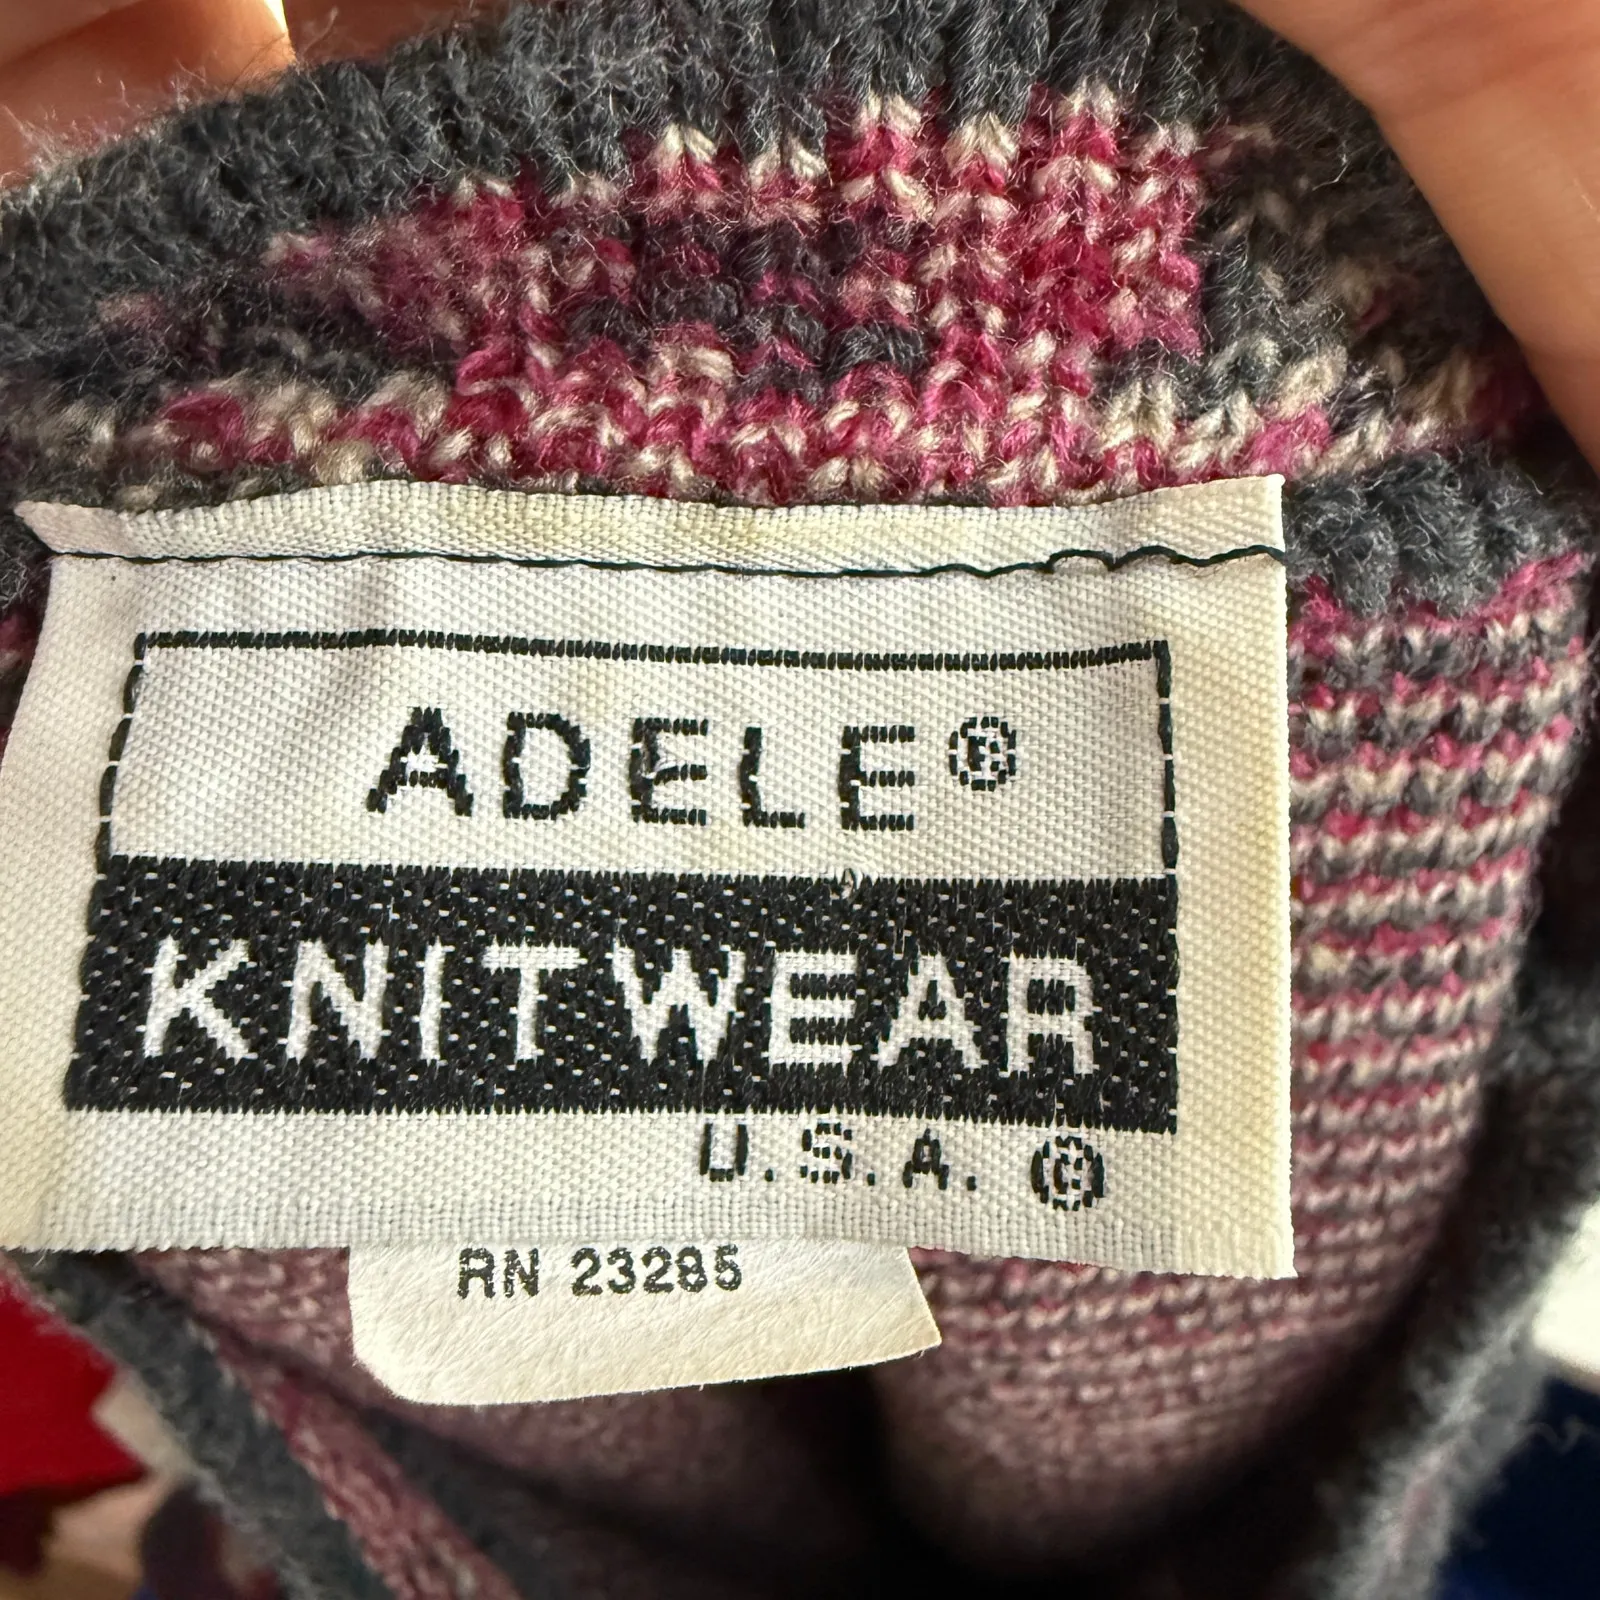 ADELE®
KNITWEAR
U.S.A. ©
RN 23285